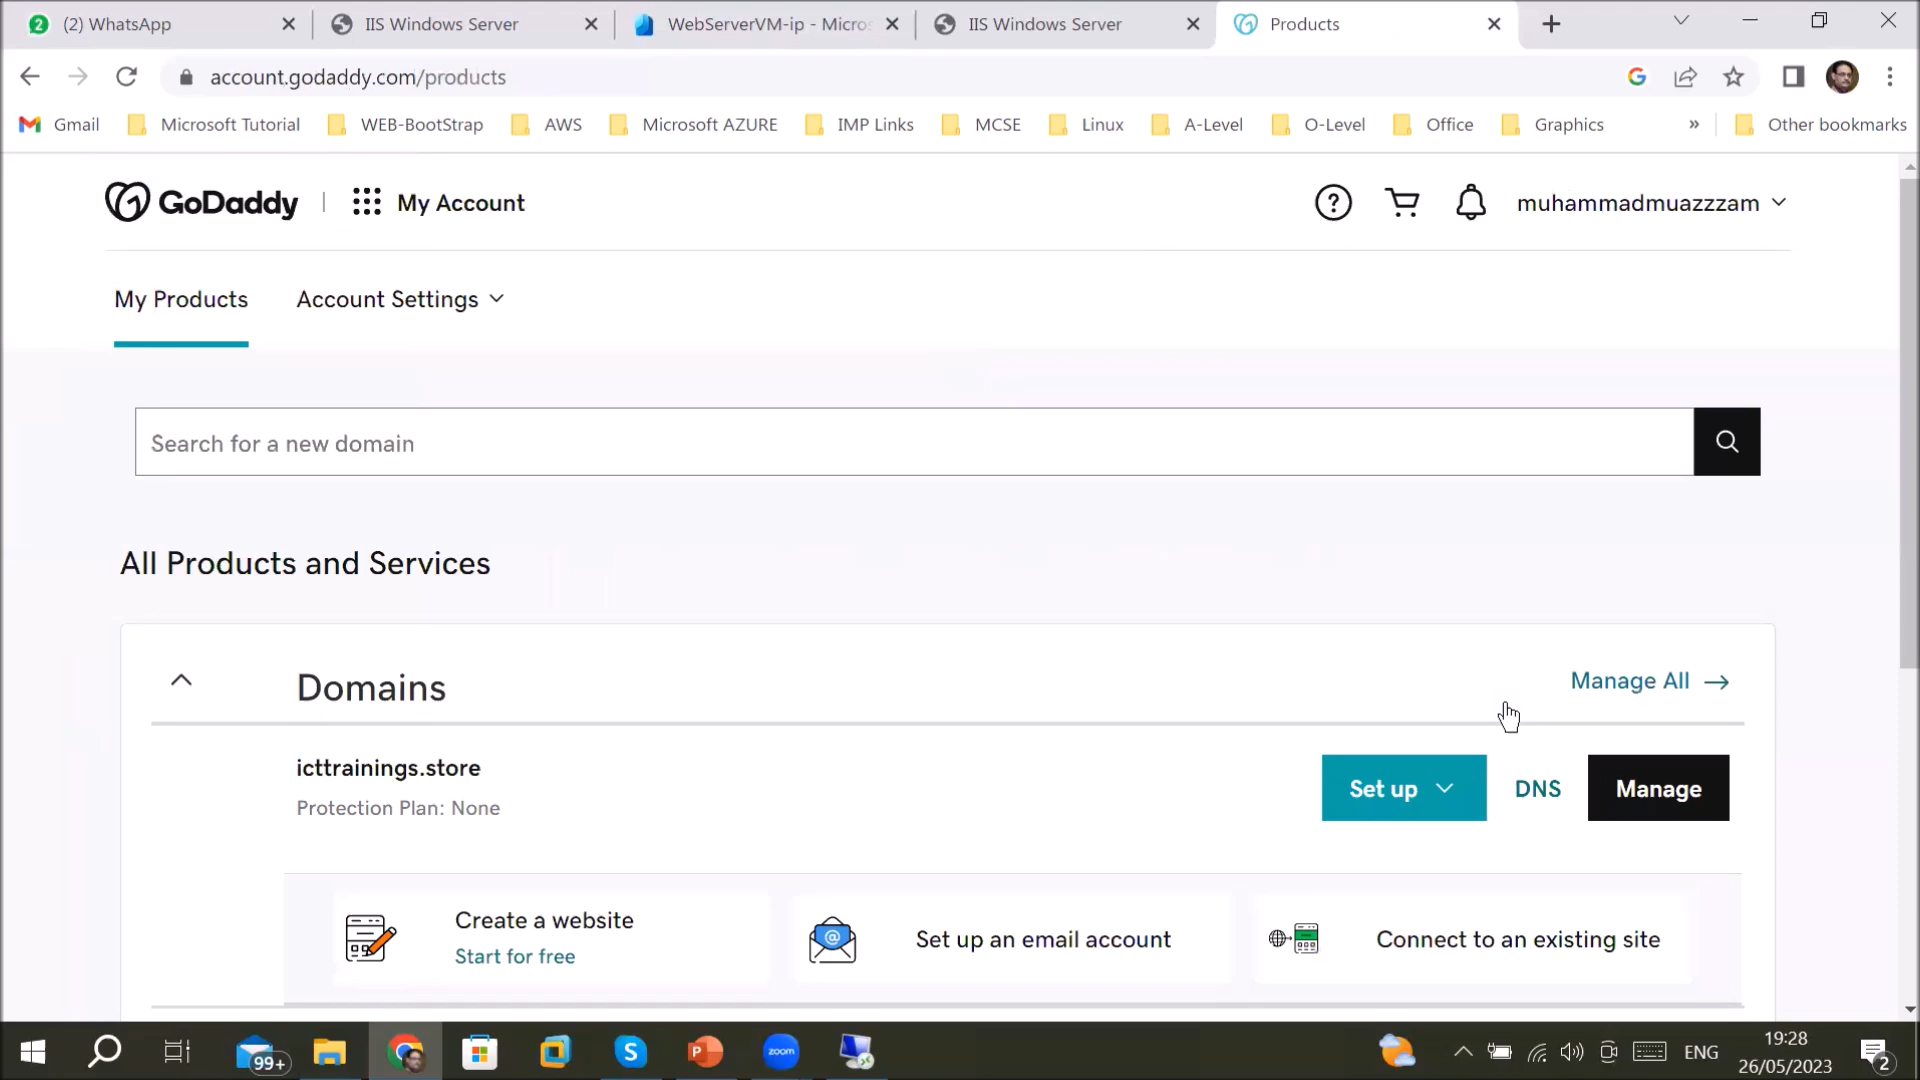 2
(2) WhatsApp
IIS Windows Server
WebServerVM-ip - Micros
IIS Windows Server
Products
account.godaddy.com/products
Gmail
Microsoft Tutorial
WEB-BootStrap
AWS
Microsoft AZURE
IMP Links
MCSE
Linux
A-Level
O-Level
Office
Graphics
»
Other bookmarks
GoDaddy
My Account
muhammadmuazzzam
My Products
Account Settings
Search for a new domain
All Products and Services
Domains
Manage All →
icttrainings.store
Protection Plan: None
Set up
DNS
Manage
Create a website
Start for free
Set up an email account
Connect to an existing site
99+
zoom
ENG
19:28
26/05/2023
2